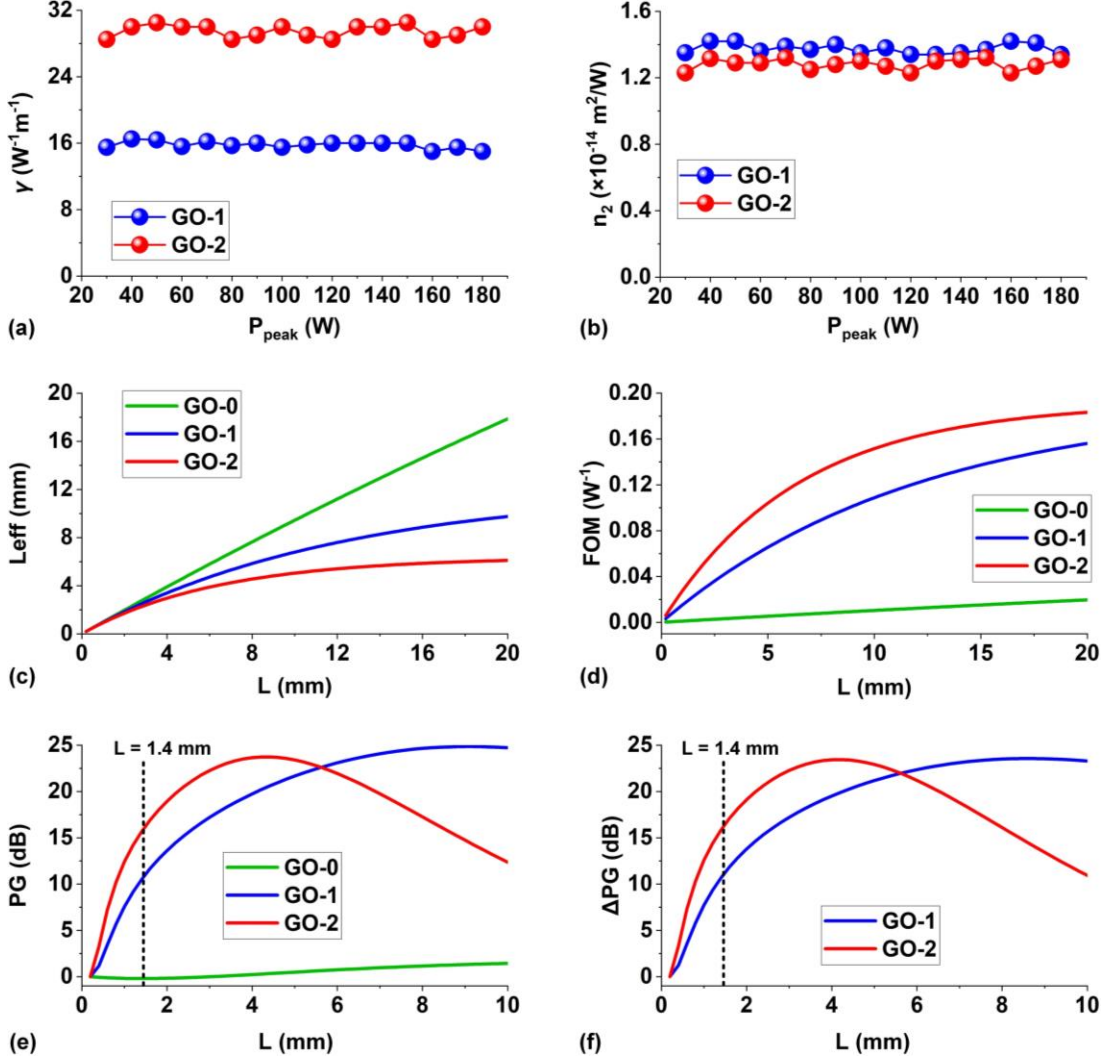 32
24
16
8
0
γ (W⁻¹m⁻¹)
GO-1
GO-2
20 40 60 80 100 120 140 160 180
P_peak (W)
(a)
1.6
1.2
0.8
0.4
0.0
n₂ (×10⁻¹⁴ m²/W)
GO-1
GO-2
20 40 60 80 100 120 140 160 180
P_peak (W)
(b)
20
16
12
8
4
0
Leff (mm)
GO-0
GO-1
GO-2
0 4 8 12 16 20
L (mm)
(c)
0.20
0.16
0.12
0.08
0.04
0.00
FOM (W⁻¹)
GO-0
GO-1
GO-2
0 5 10 15 20
L (mm)
(d)
25
20
15
10
5
0
PG (dB)
L = 1.4 mm
GO-0
GO-1
GO-2
0 2 4 6 8 10
L (mm)
(e)
25
20
15
10
5
0
ΔPG (dB)
L = 1.4 mm
GO-1
GO-2
0 2 4 6 8 10
L (mm)
(f)